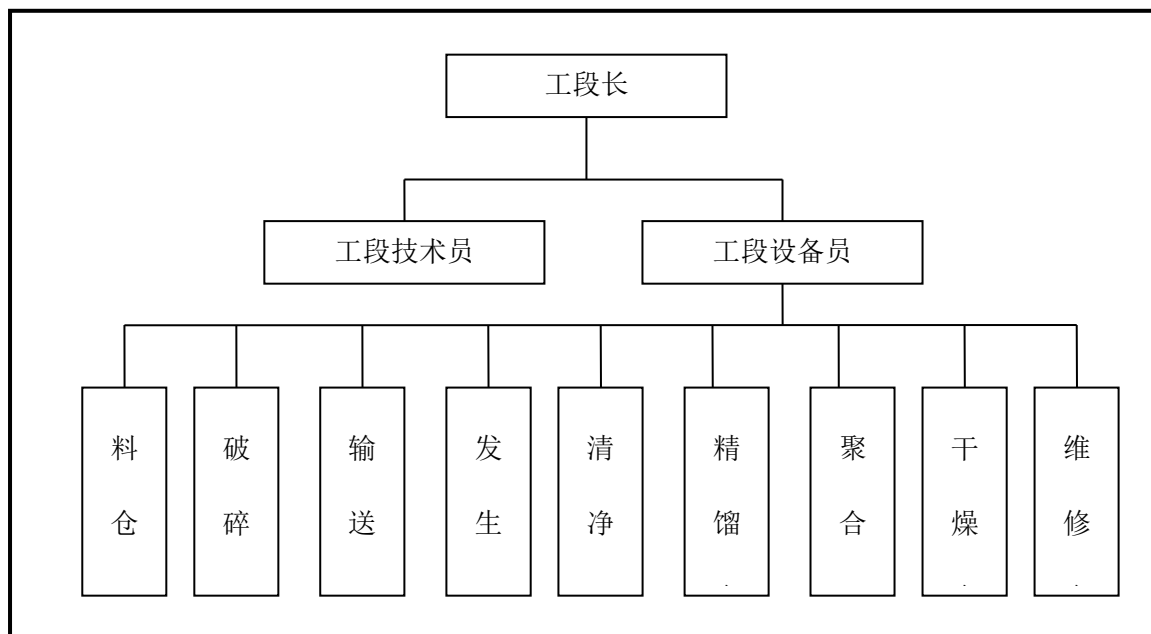 工段长
工段技术员
工段设备员
料仓
破碎
输送
发生
清净
精馏
聚合
干燥
维修